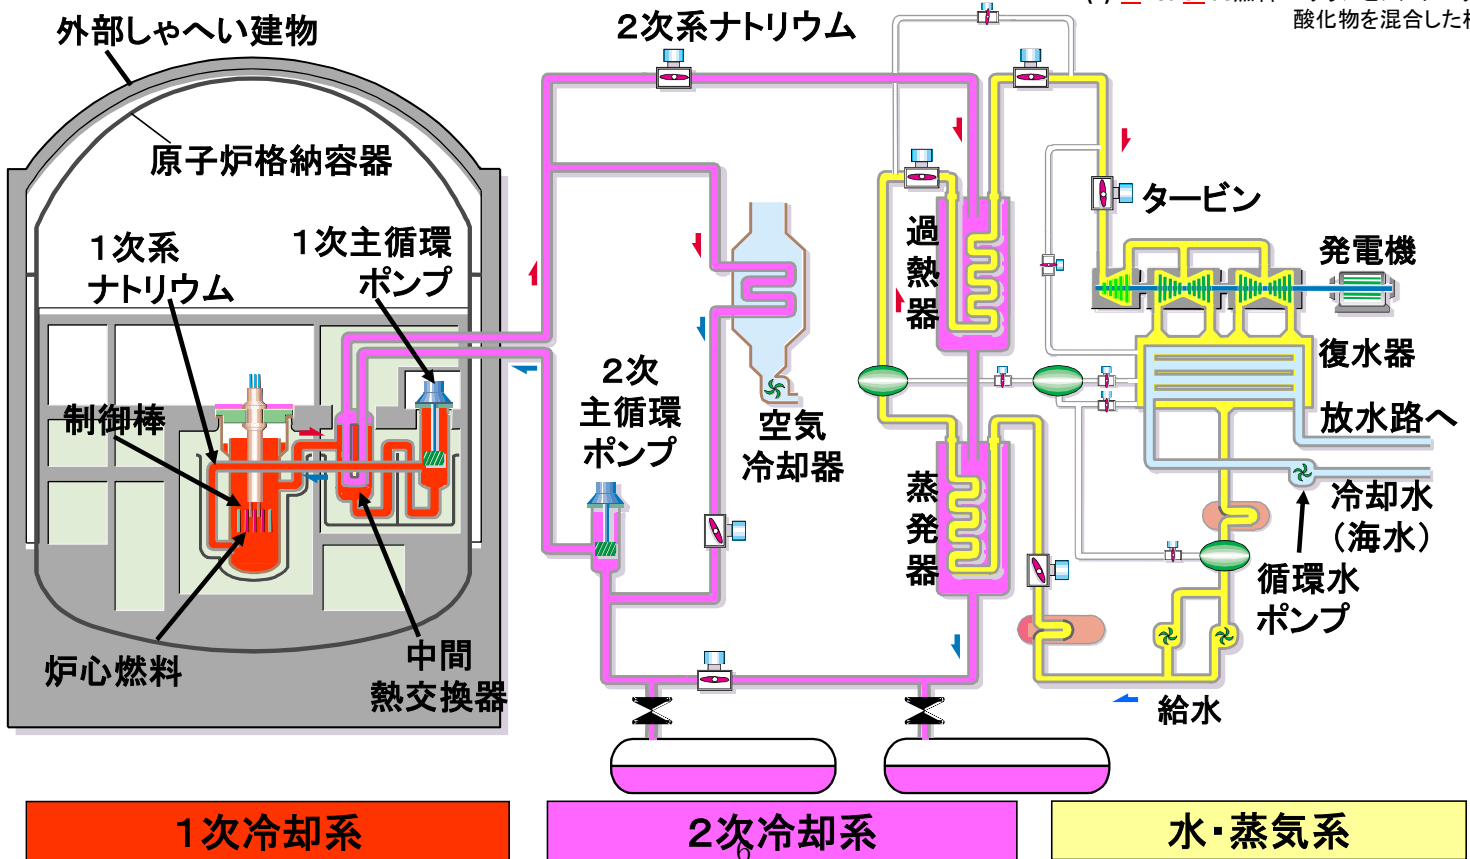 酸化物を混合した
外部しゃへい建物
2次系ナトリウム
原子炉格納容器
タービン
過熱器
1次系
ナトリウム
1次主循環
ポンプ
発電機
復水器
2次
主循環
ポンプ
制御棒
空気
冷却器
放水路へ
蒸発器
冷却水
（海水）
循環水
ポンプ
炉心燃料
中間
熱交換器
給水
1次冷却系
2次冷却系
水・蒸気系
6